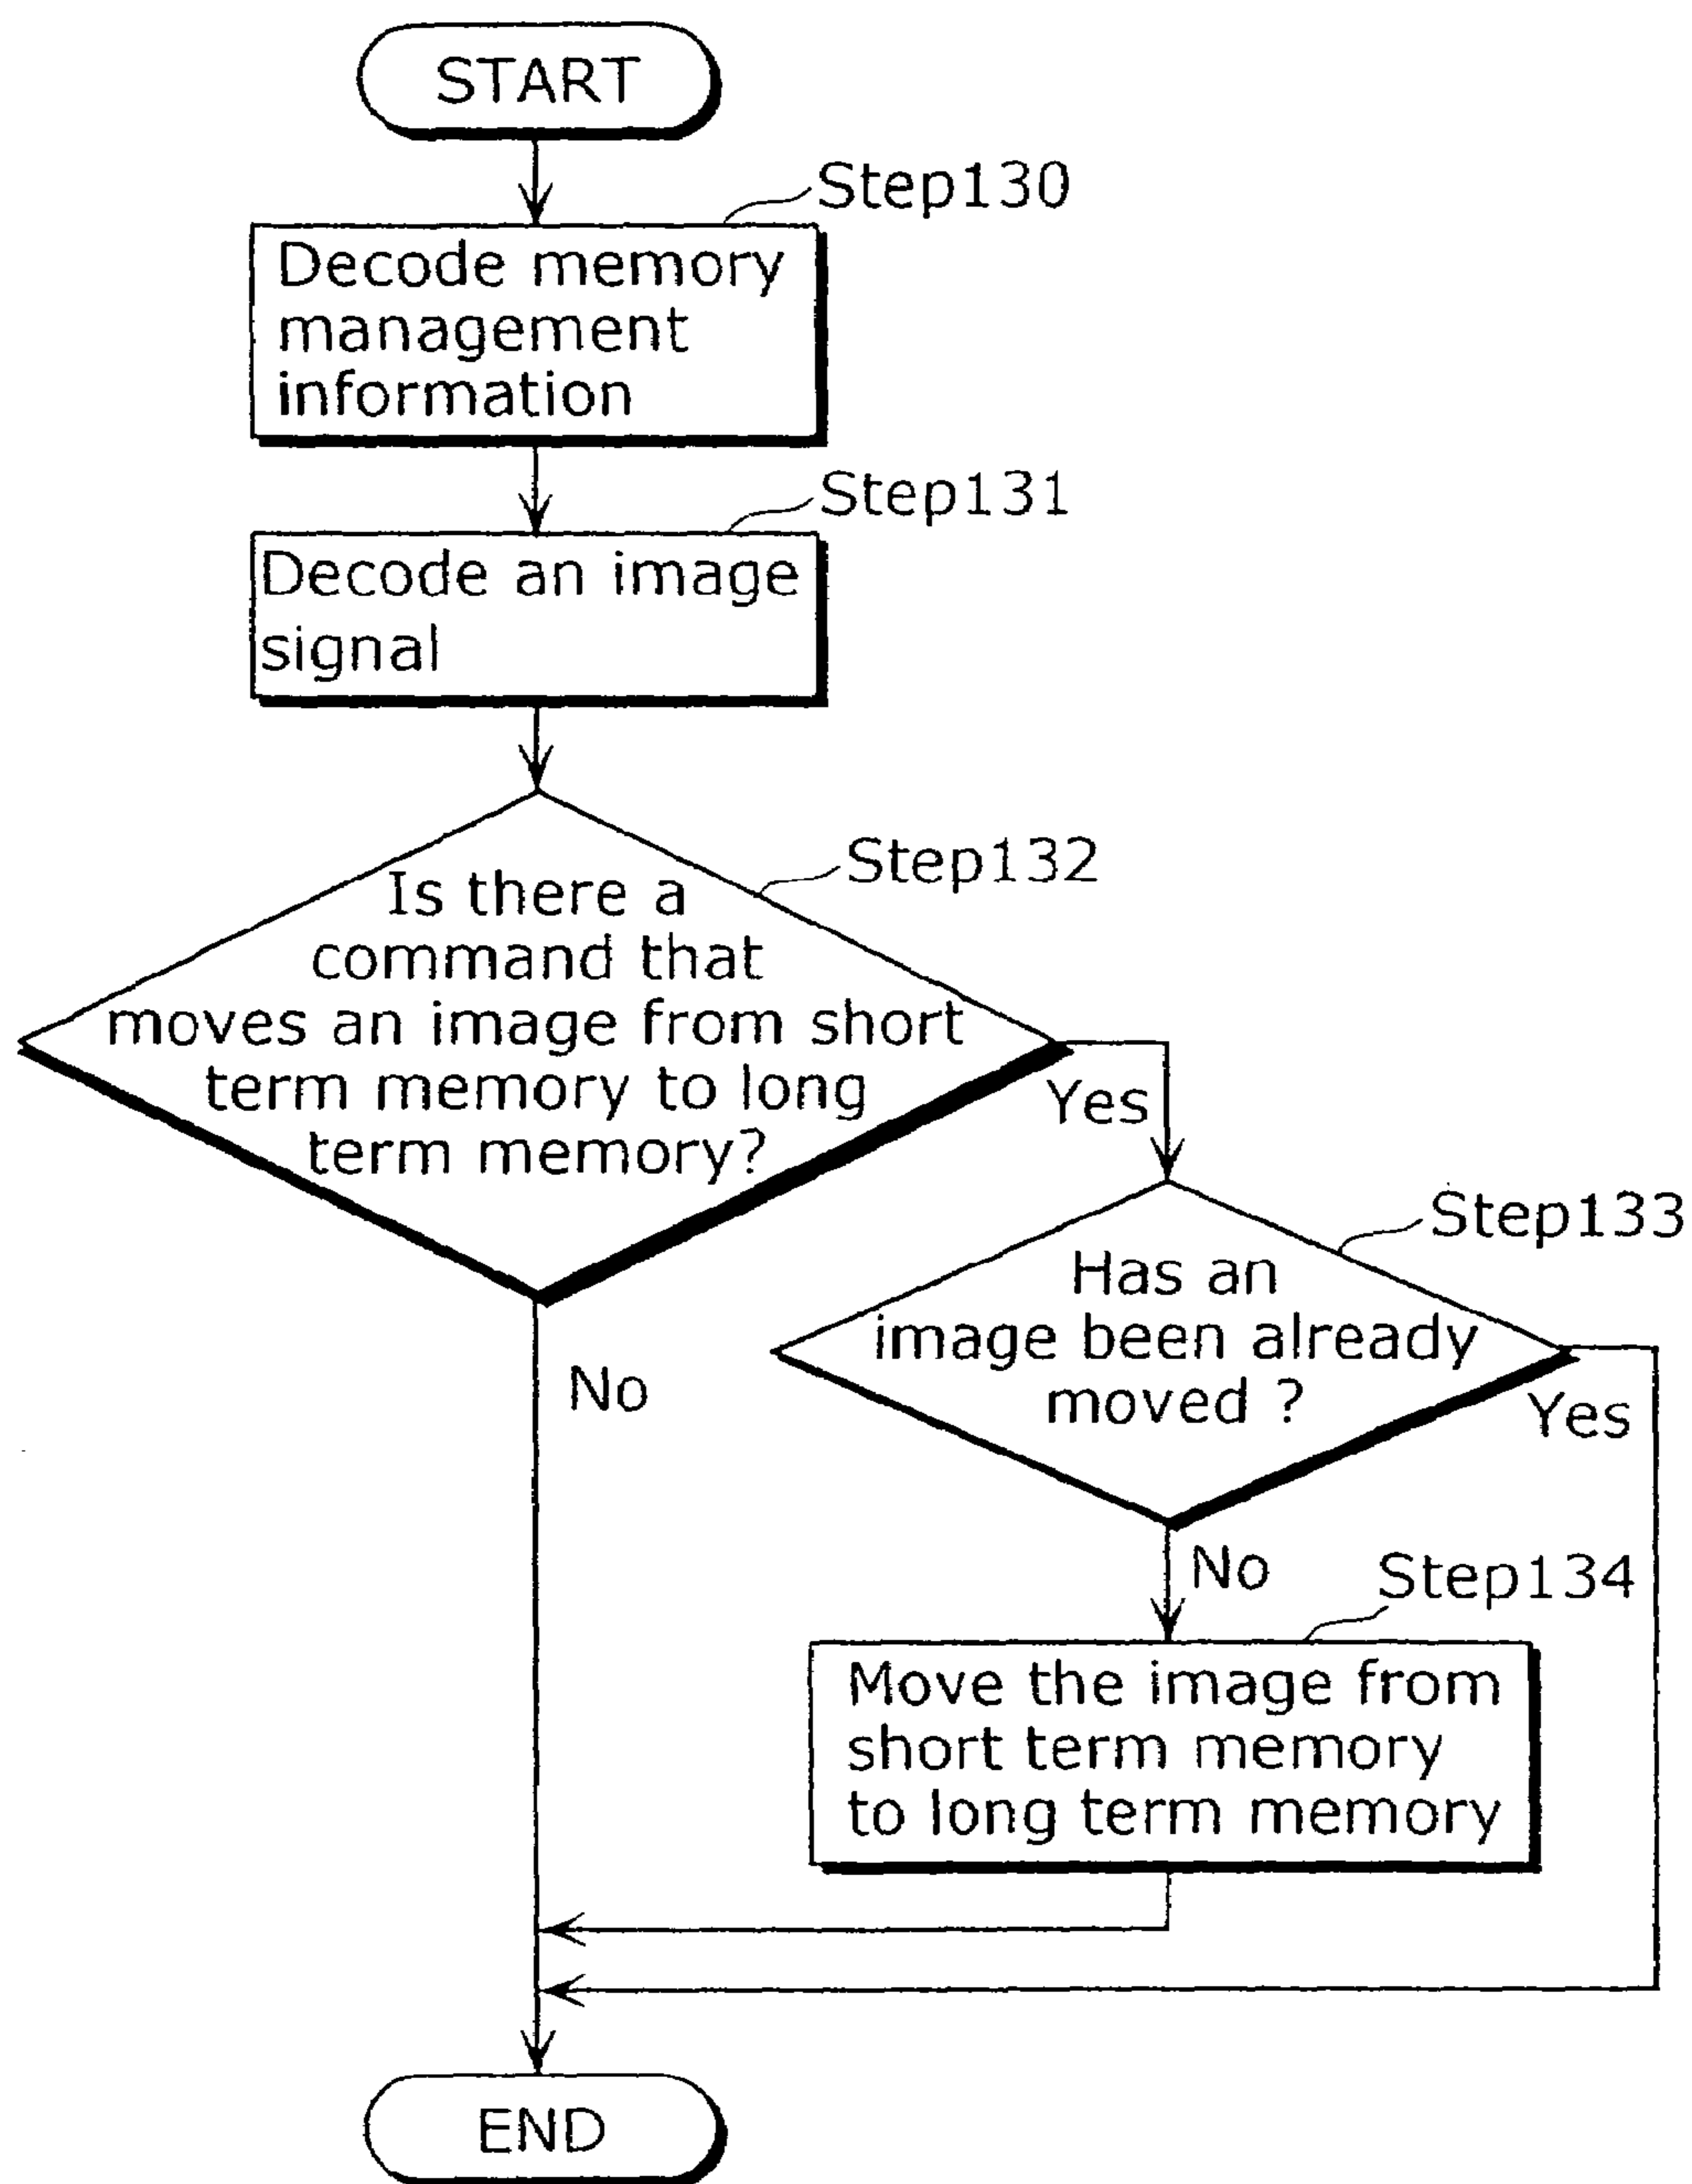 START
Step130
Decode memory
management
information
Step131
Decode an image
signal
Step132
Is there a
command that
moves an image from short
term memory to long
term memory?
Yes
Step133
Has an
image been already
moved ?
No
Yes
No
Step134
Move the image from
short term memory
to long term memory
END